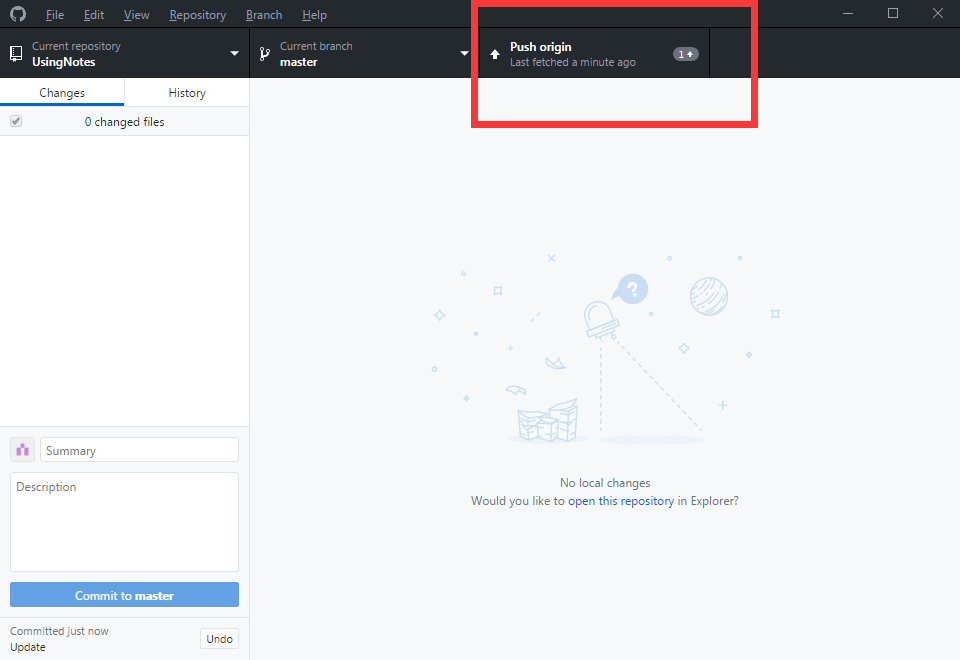 File Edit View Repository Branch Help
Current repository
UsingNotes
Current branch
master
Push origin
Last fetched a minute ago
1
Changes
History
0 changed files
?
No local changes
Would you like to open this repository in Explorer?
Summary
Description
Commit to master
Committed just now
Update
Undo